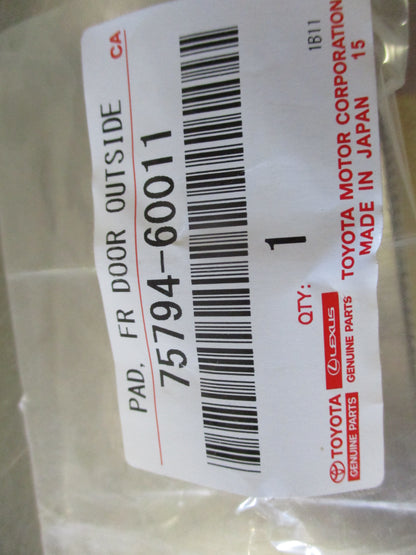 PAD, FR DOOR OUTSIDE
CA
75794-60011
QTY: 1
1B11
TOYOTA
GENUINE PARTS
LEXUS
GENUINE PARTS
TOYOTA MOTOR CORPORATION
MADE IN JAPAN 15